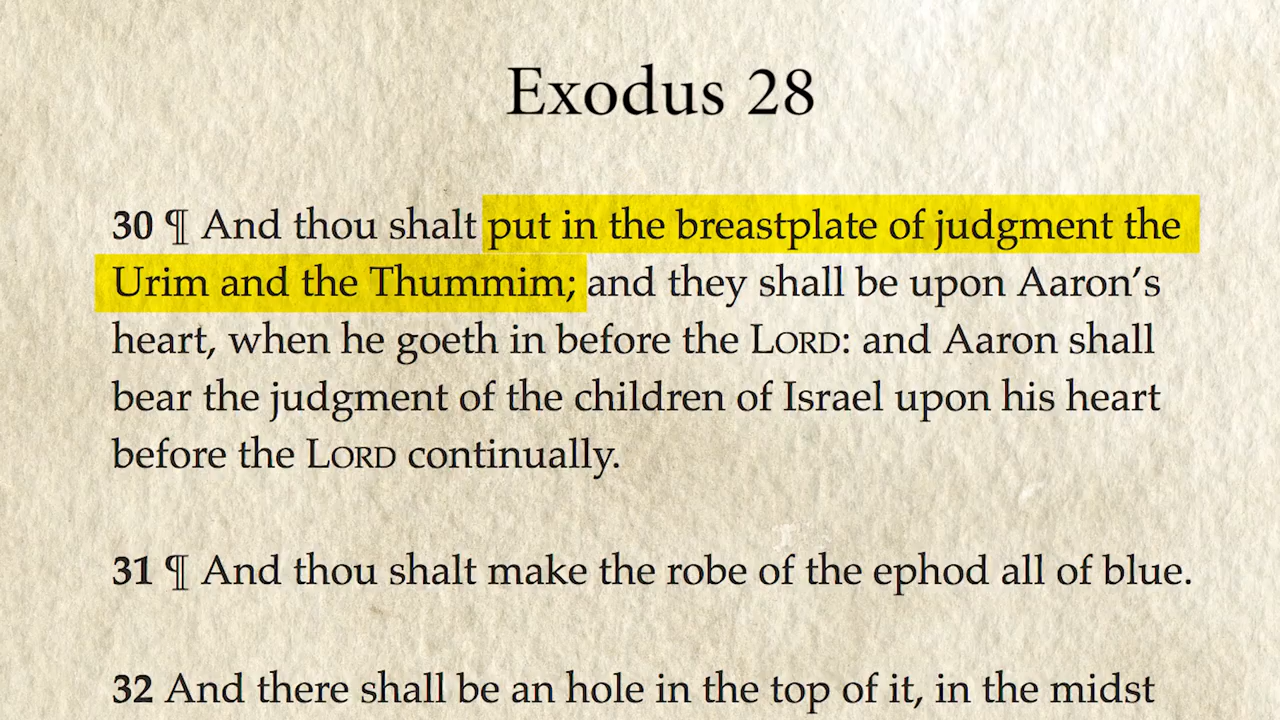 Exodus 28
30 ¶ And thou shalt put in the breastplate of judgment the
Urim and the Thummim; and they shall be upon Aaron’s
heart, when he goeth in before the LORD: and Aaron shall
bear the judgment of the children of Israel upon his heart
before the LORD continually.
31 ¶ And thou shalt make the robe of the ephod all of blue.
32 And there shall be an hole in the top of it, in the midst